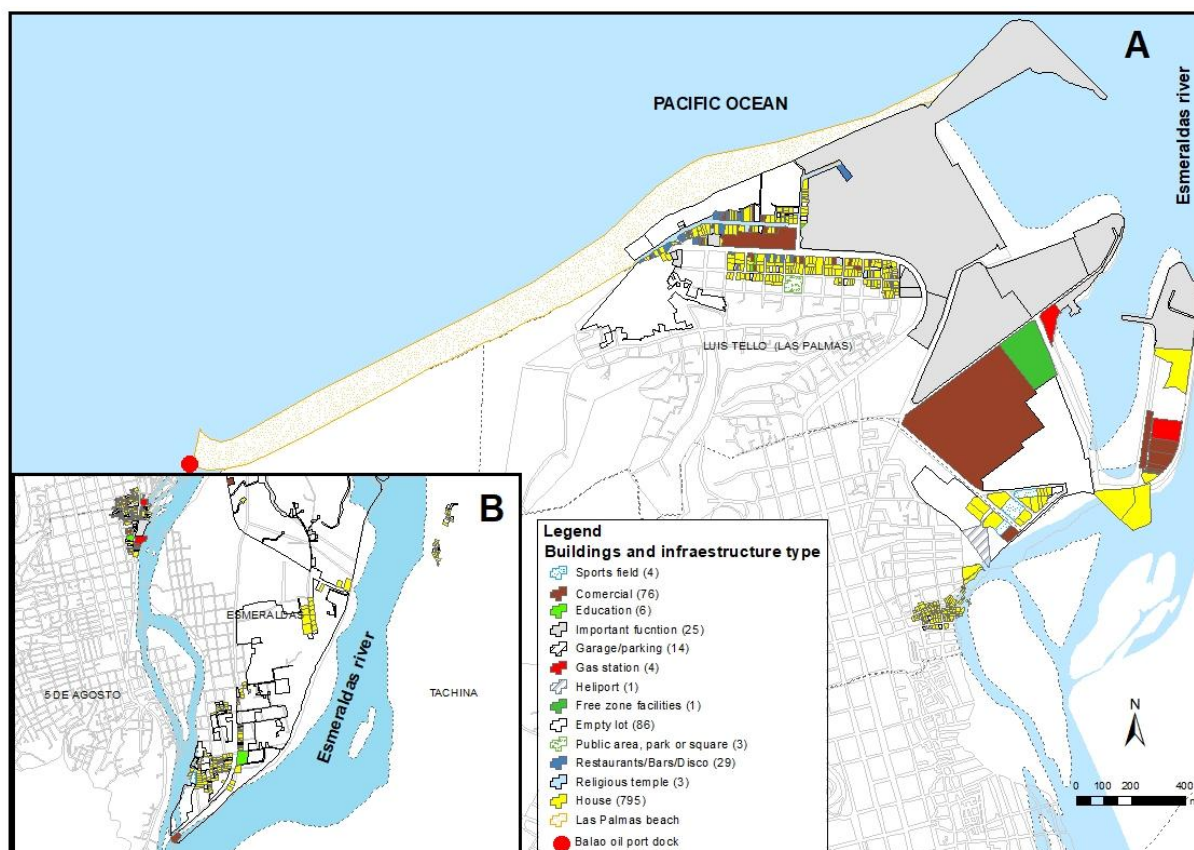 A
PACIFIC OCEAN
Esmeraldas river
LUIS TELLO (LAS PALMAS)
B
ESMERALDAS
5 DE AGOSTO
Esmeraldas river
TACHINA
Legend
Buildings and infraestructure type
Sports field (4)
Comercial (76)
Education (6)
Important fucntion (25)
Garage/parking (14)
Gas station (4)
Heliport (1)
Free zone facilities (1)
Empty lot (86)
Public area, park or square (3)
Restaurants/Bars/Disco (29)
Religious temple (3)
House (795)
Las Palmas beach
Balao oil port dock
N
0 100 200 400
m